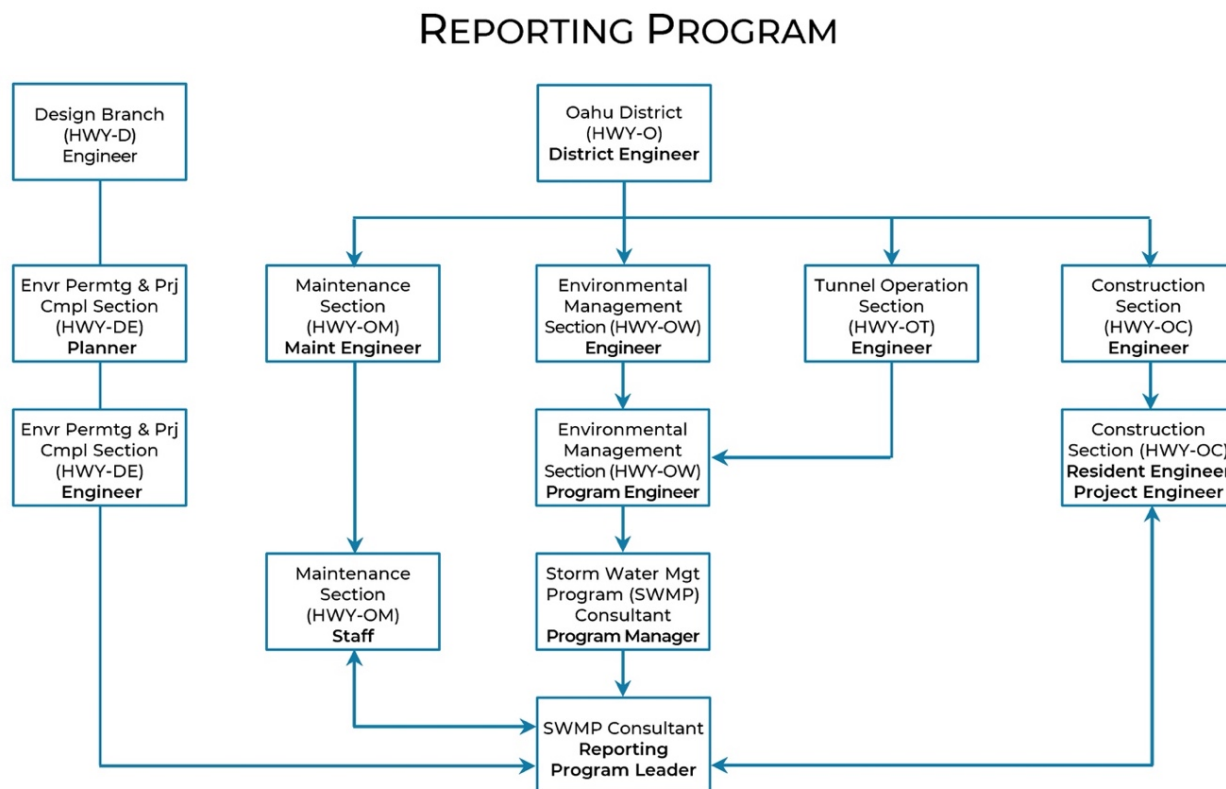 REPORTING PROGRAM
Design Branch
(HWY-D)
Engineer
Oahu District
(HWY-O)
District Engineer
Envr Permtg & Prj
Cmpl Section
(HWY-DE)
Planner
Maintenance
Section
(HWY-OM)
Maint Engineer
Environmental
Management
Section (HWY-OW)
Engineer
Tunnel Operation
Section
(HWY-OT)
Engineer
Construction
Section
(HWY-OC)
Engineer
Envr Permtg & Prj
Cmpl Section
(HWY-DE)
Engineer
Environmental
Management
Section (HWY-OW)
Program Engineer
Construction
Section (HWY-OC)
Resident Engineer
Project Engineer
Maintenance
Section
(HWY-OM)
Staff
Storm Water Mgt
Program (SWMP)
Consultant
Program Manager
SWMP Consultant
Reporting
Program Leader